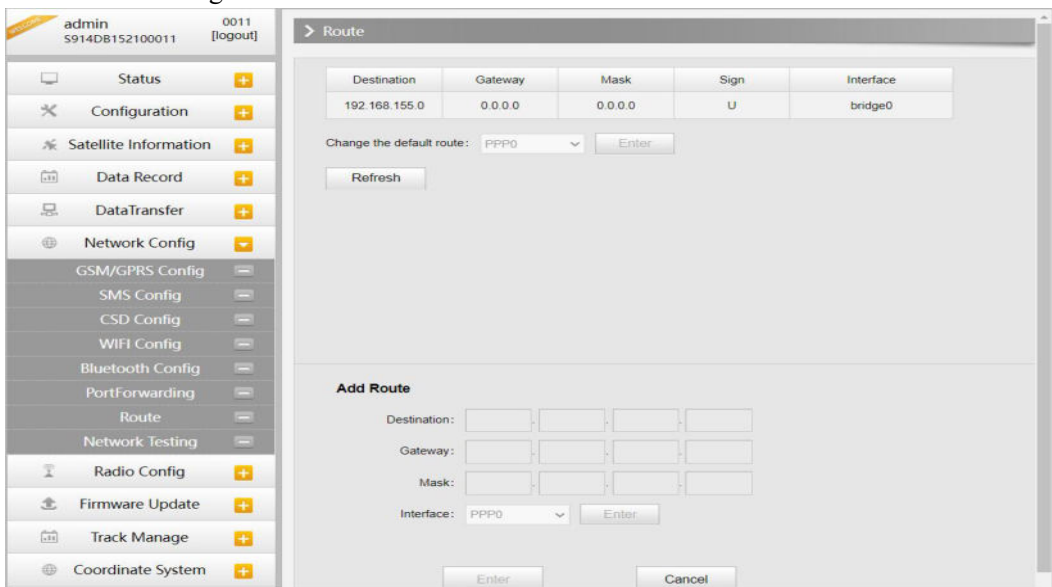 WELCOME
admin
S914DB152100011
0011
[logout]
Status
Configuration
Satellite Information
Data Record
DataTransfer
Network Config
GSM/GPRS Config
SMS Config
CSD Config
WIFI Config
Bluetooth Config
PortForwarding
Route
Network Testing
Radio Config
Firmware Update
Track Manage
Coordinate System
Route
Destination Gateway Mask Sign Interface
192.168.155.0 0.0.0.0 0.0.0.0 U bridge0
Change the default route: PPP0 Enter
Refresh
Add Route
Destination: . . .
Gateway: . . .
Mask: . . .
Interface: PPP0 Enter
Enter Cancel